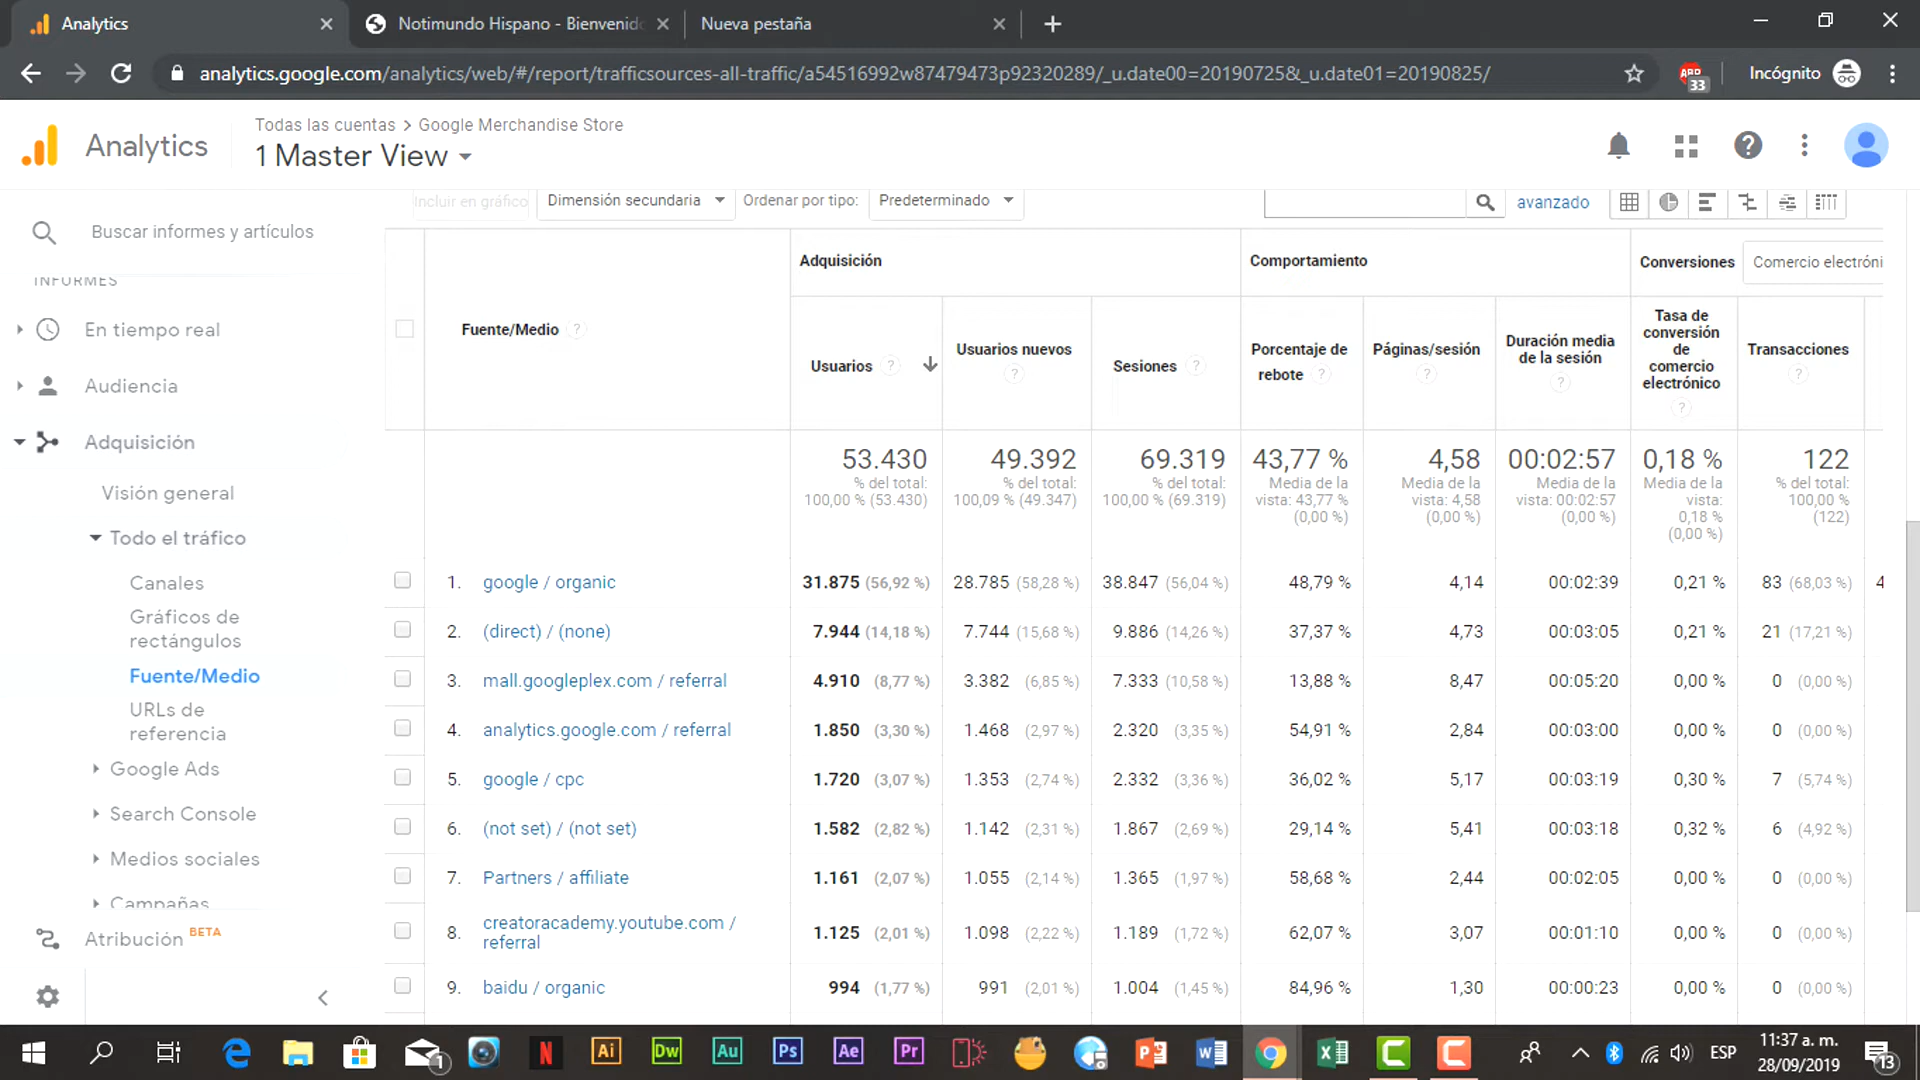 Analytics
Notimundo Hispano - Bienvenido
Nueva pestaña
analytics.google.com/analytics/web/#/report/trafficsources-all-traffic/a54516992w87479473p92320289/_u.date00=20190725&_u.date01=20190825/
ABP
33
Incógnito
Analytics
Todas las cuentas > Google Merchandise Store
1 Master View
Buscar informes y artículos
INFORMES
En tiempo real
Audiencia
Adquisición
Visión general
Todo el tráfico
Canales
Gráficos de
rectángulos
Fuente/Medio
URLs de
referencia
Google Ads
Search Console
Medios sociales
Campañas
Atribución BETA
Incluir en gráfico
Dimensión secundaria
Ordenar por tipo:
Predeterminado
avanzado
Adquisición
Comportamiento
Conversiones
Comercio electróni
Fuente/Medio ?
Usuarios ?
Usuarios nuevos
?
Sesiones ?
Porcentaje de
rebote ?
Páginas/sesión
?
Duración media
de la sesión
?
Tasa de
conversión
de
comercio
electrónico
?
Transacciones
?
53.430
% del total:
100,00 % (53.430)
49.392
% del total:
100,09 % (49.347)
69.319
% del total:
100,00 % (69.319)
43,77 %
Media de la
vista: 43,77 %
(0,00 %)
4,58
Media de la
vista: 4,58
(0,00 %)
00:02:57
Media de la
vista: 00:02:57
(0,00 %)
0,18 %
Media de la
vista:
0,18 %
(0,00 %)
122
% del total:
100,00 %
(122)
1. google / organic 31.875 (56,92 %) 28.785 (58,28 %) 38.847 (56,04 %) 48,79 % 4,14 00:02:39 0,21 % 83 (68,03 %) 4
2. (direct) / (none) 7.944 (14,18 %) 7.744 (15,68 %) 9.886 (14,26 %) 37,37 % 4,73 00:03:05 0,21 % 21 (17,21 %)
3. mall.googleplex.com / referral 4.910 (8,77 %) 3.382 (6,85 %) 7.333 (10,58 %) 13,88 % 8,47 00:05:20 0,00 % 0 (0,00 %)
4. analytics.google.com / referral 1.850 (3,30 %) 1.468 (2,97 %) 2.320 (3,35 %) 54,91 % 2,84 00:03:00 0,00 % 0 (0,00 %)
5. google / cpc 1.720 (3,07 %) 1.353 (2,74 %) 2.332 (3,36 %) 36,02 % 5,17 00:03:19 0,30 % 7 (5,74 %)
6. (not set) / (not set) 1.582 (2,82 %) 1.142 (2,31 %) 1.867 (2,69 %) 29,14 % 5,41 00:03:18 0,32 % 6 (4,92 %)
7. Partners / affiliate 1.161 (2,07 %) 1.055 (2,14 %) 1.365 (1,97 %) 58,68 % 2,44 00:02:05 0,00 % 0 (0,00 %)
8. creatoracademy.youtube.com /
referral 1.125 (2,01 %) 1.098 (2,22 %) 1.189 (1,72 %) 62,07 % 3,07 00:01:10 0,00 % 0 (0,00 %)
9. baidu / organic 994 (1,77 %) 991 (2,01 %) 1.004 (1,45 %) 84,96 % 1,30 00:00:23 0,00 % 0 (0,00 %)
1
N
Ai
Dw
Au
Ps
Ae
Pr
ESP
11:37 a. m.
28/09/2019
13